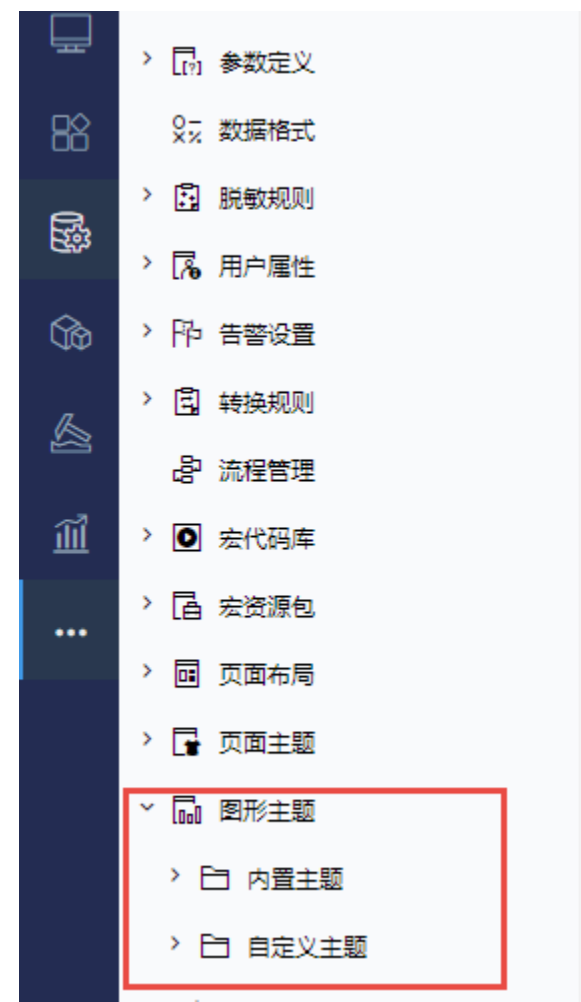 参数定义
数据格式
脱敏规则
用户属性
告警设置
转换规则
流程管理
宏代码库
宏资源包
页面布局
页面主题
图形主题
内置主题
自定义主题